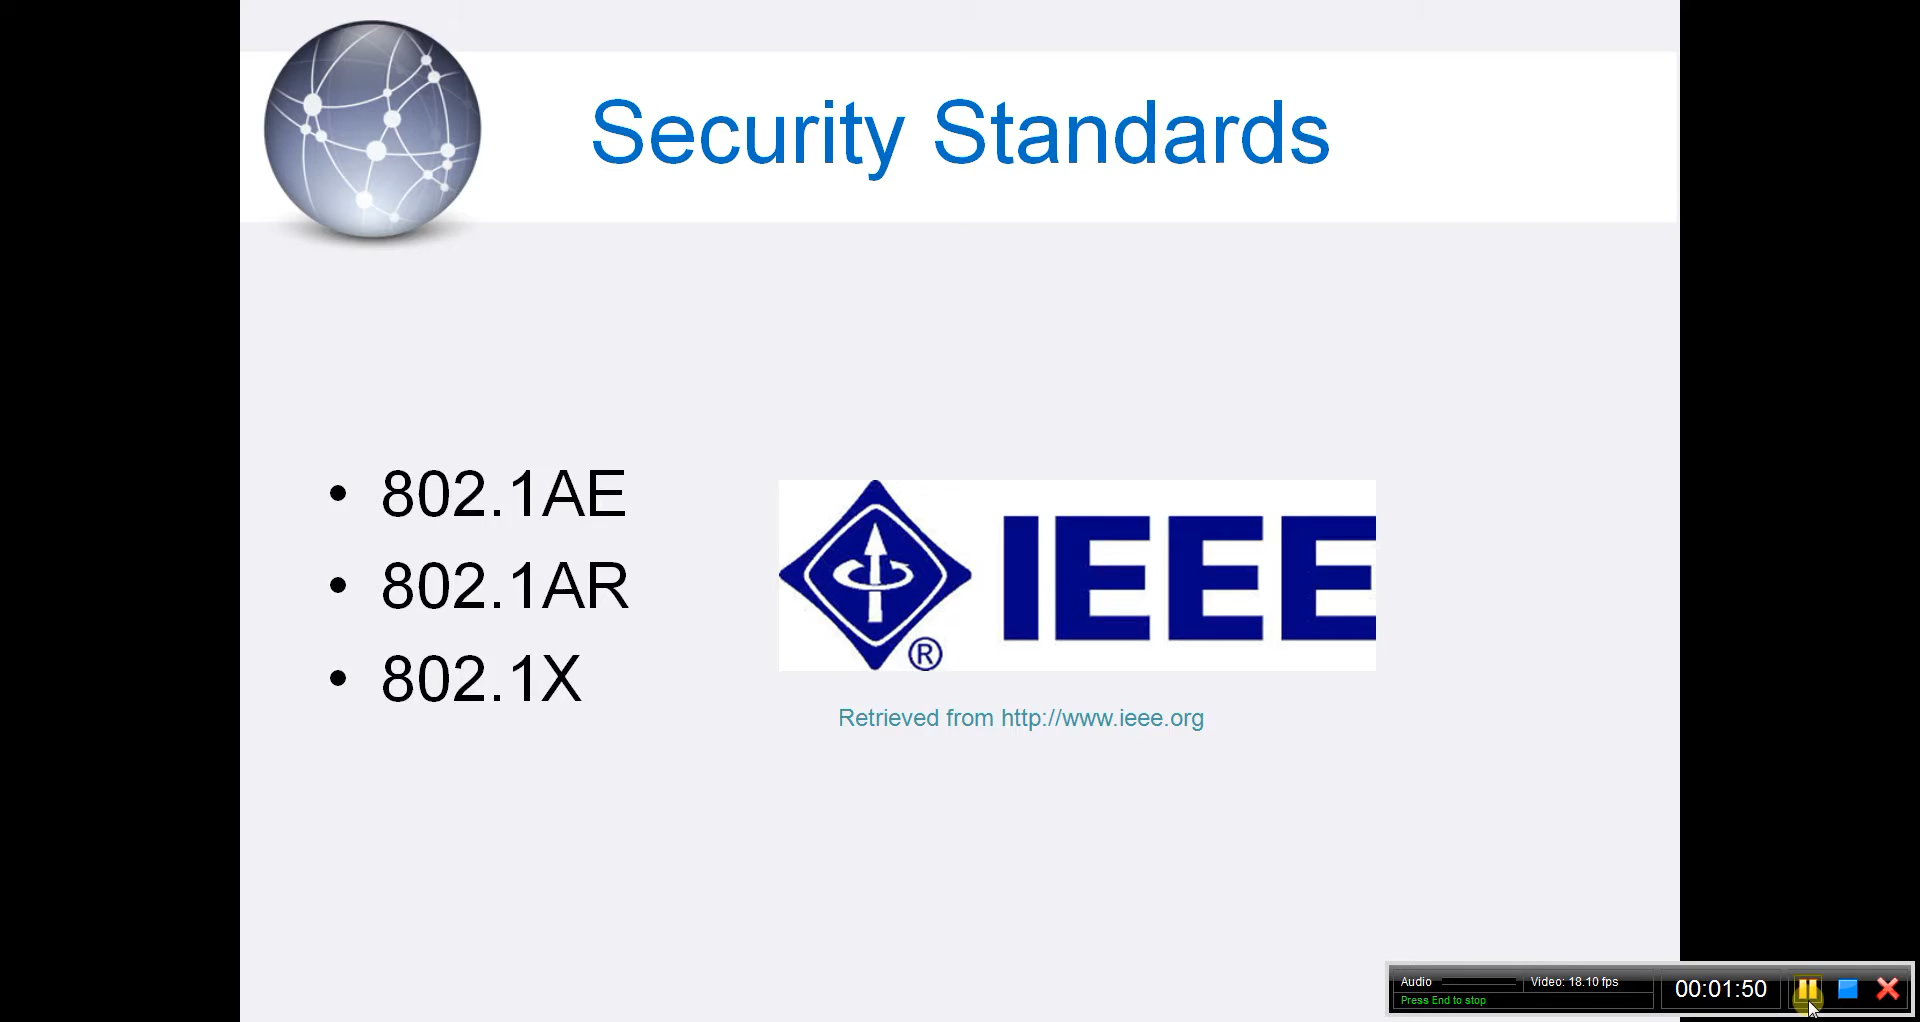 Security Standards
• 802.1AE
• 802.1AR
• 802.1X
IEEE
®
Retrieved from http://www.ieee.org
Audio
Video: 18.10 fps
00:01:50
Press End to stop